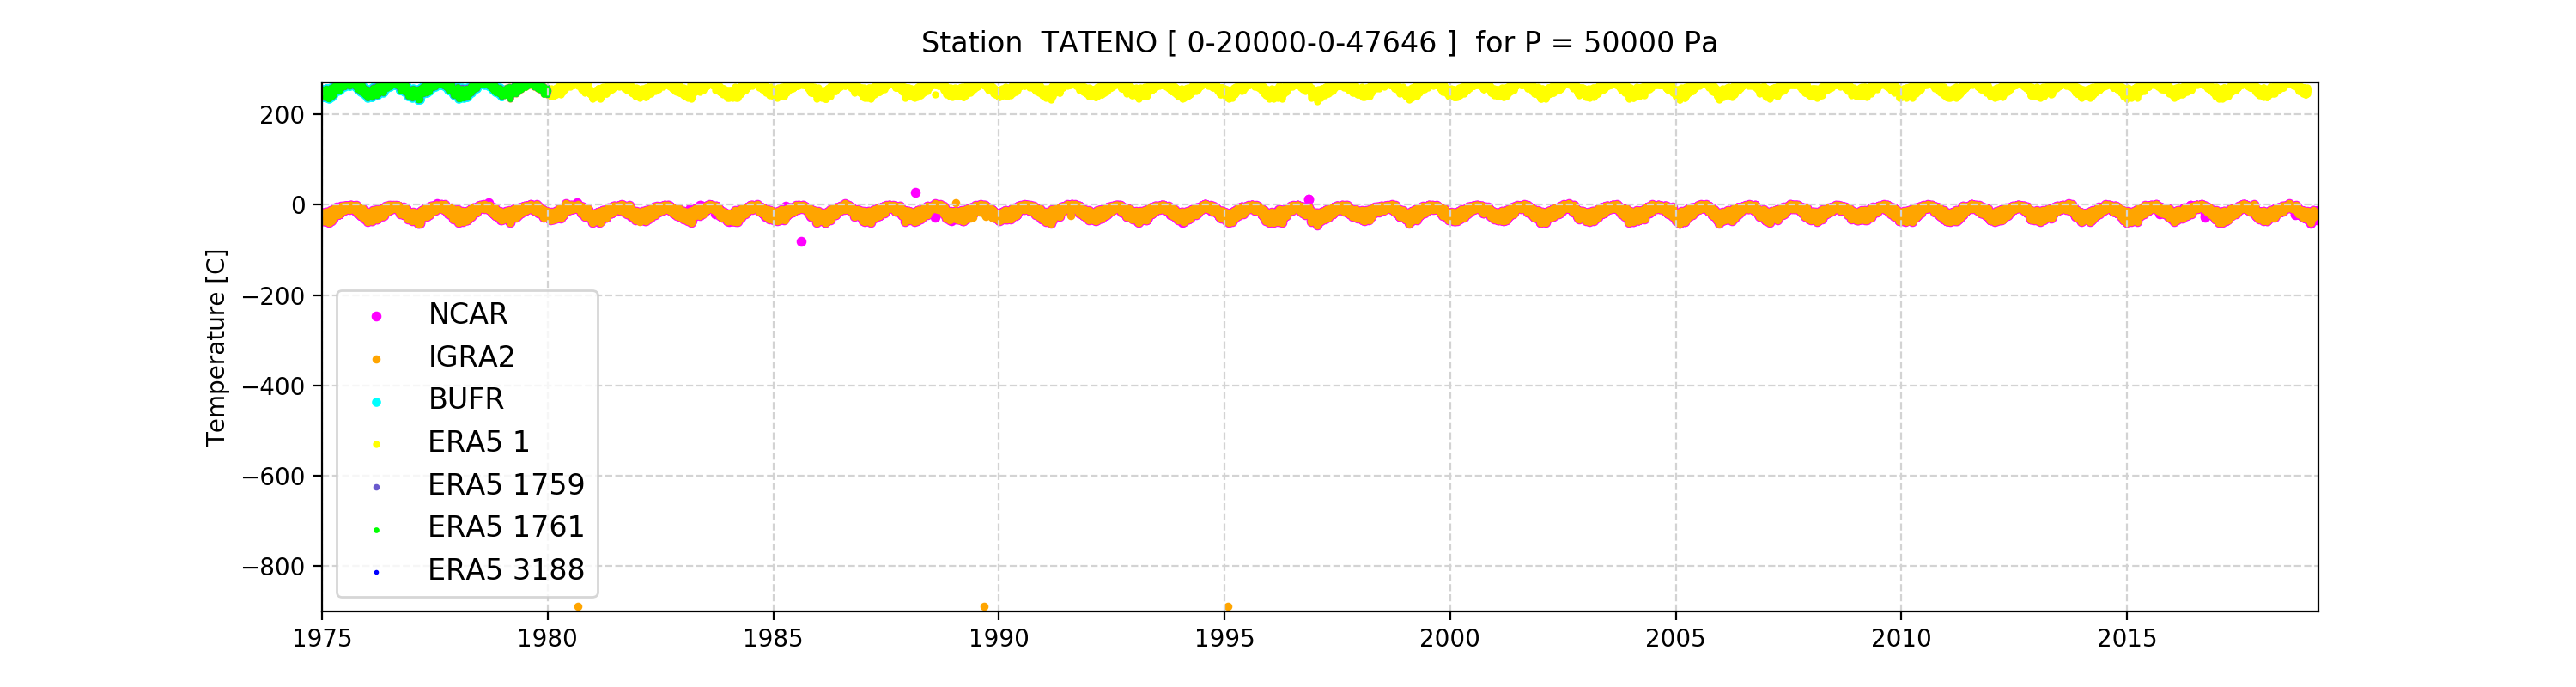 Station  TATENO [ 0-20000-0-47646 ]  for P = 50000 Pa
Temperature [C]
200
0
−200
−400
−600
−800
NCAR
IGRA2
BUFR
ERA5 1
ERA5 1759
ERA5 1761
ERA5 3188
1975 1980 1985 1990 1995 2000 2005 2010 2015